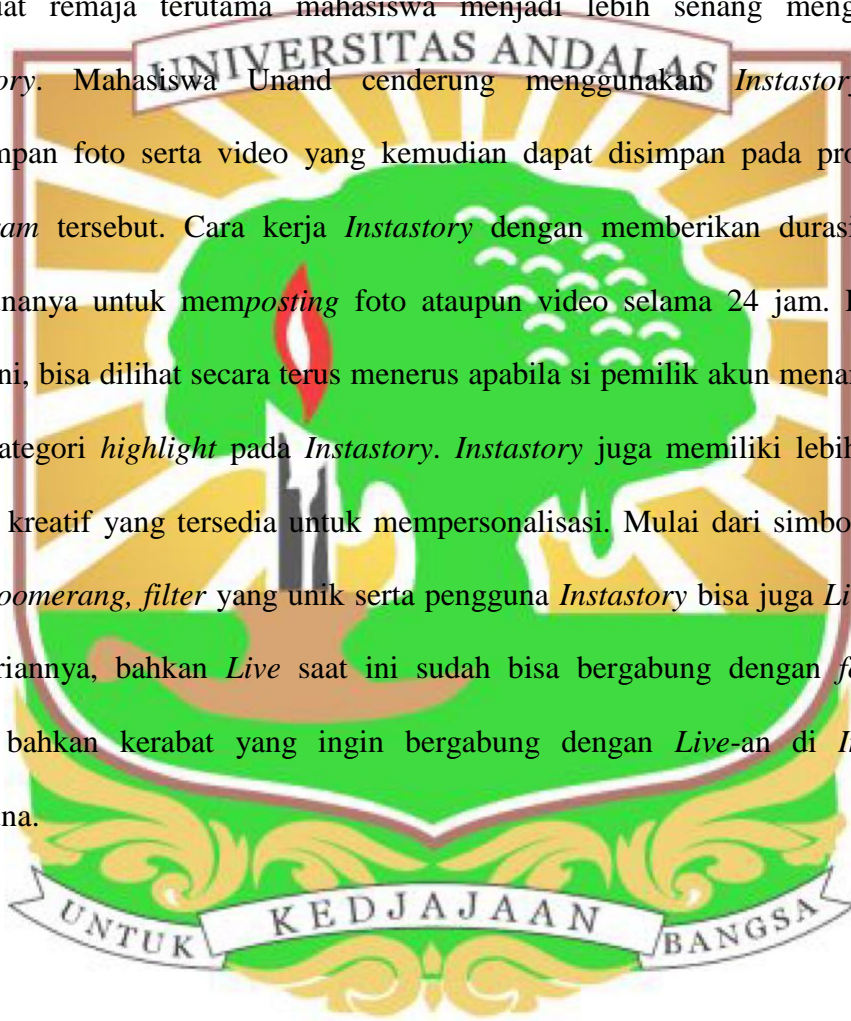 uat remaja terutama mahasiswa menjadi lebih senang meng
UNIVERSITAS ANDALAS
ory. Mahasiswa Unand cenderung menggunakan Instastory
mpan foto serta video yang kemudian dapat disimpan pada pro
am tersebut. Cara kerja Instastory dengan memberikan durasi
nanya untuk memposting foto ataupun video selama 24 jam.
ni, bisa dilihat secara terus menerus apabila si pemilik akun menar
kategori highlight pada Instastory. Instastory juga memiliki lebih
kreatif yang tersedia untuk mempersonalisasi. Mulai dari simbo
oomerang, filter yang unik serta pengguna Instastory bisa juga Li
riannya, bahkan Live saat ini sudah bisa bergabung dengan fo
bahkan kerabat yang ingin bergabung dengan Live-an di In
una.
UNTUK KEDJAJAAN BANGSA